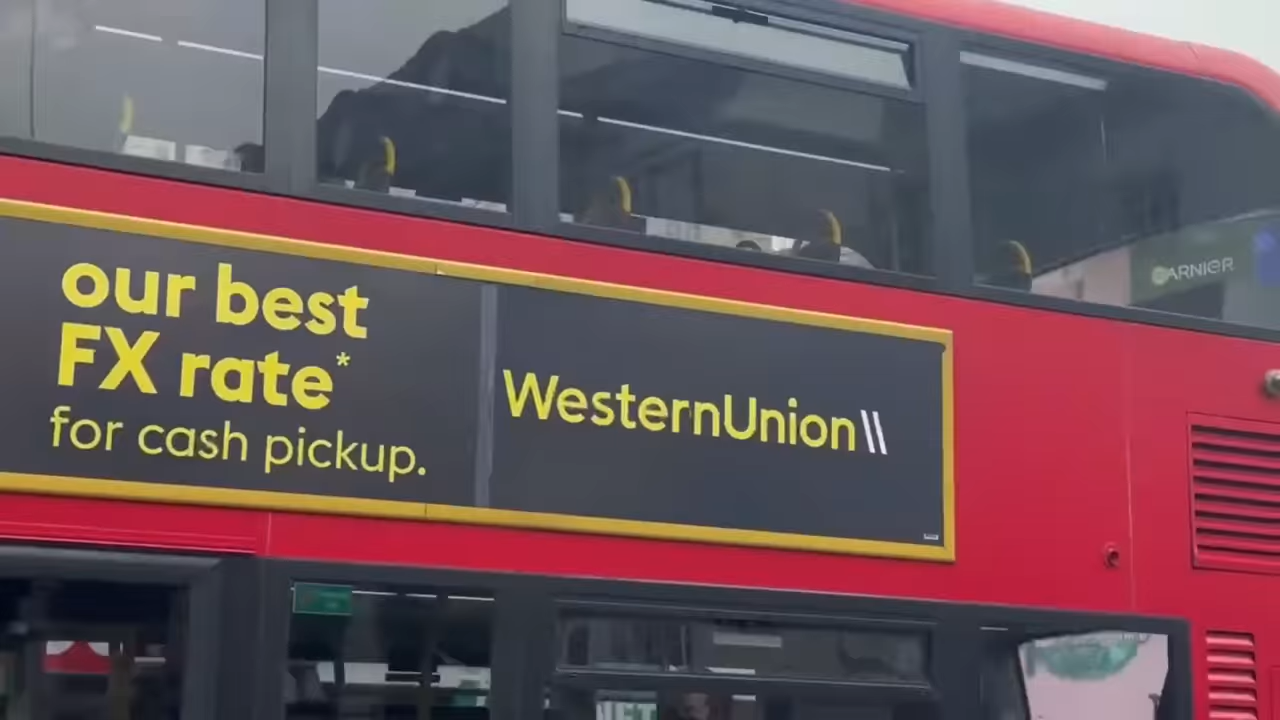 GARNIER
our best
FX rate*
for cash pickup.
WesternUnion\\